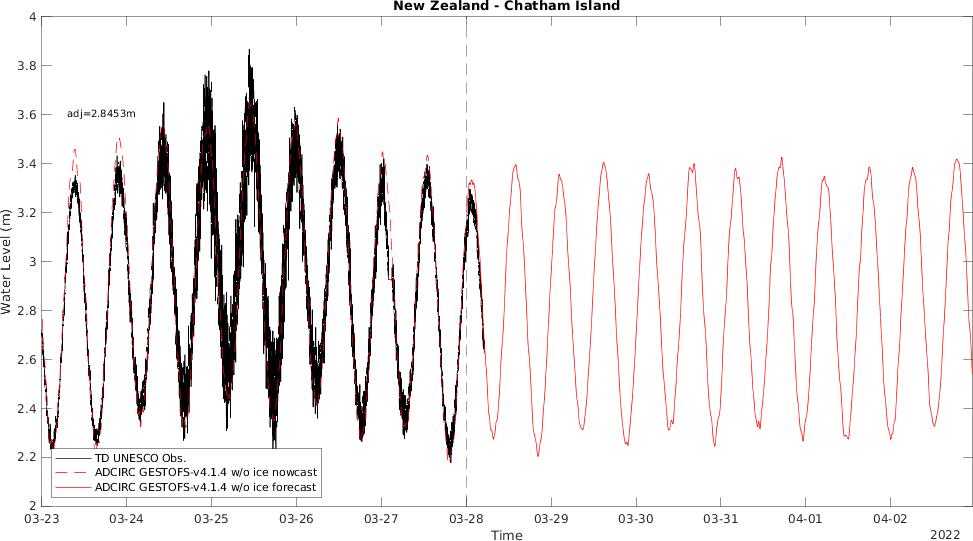 New Zealand - Chatham Island
4
3.8
3.6
3.4
3.2
3
2.8
2.6
2.4
2.2
2
Water Level (m)
adj=2.8453m
TD UNESCO Obs.
ADCIRC GESTOFS-v4.1.4 w/o ice nowcast
ADCIRC GESTOFS-v4.1.4 w/o ice forecast
03-23 03-24 03-25 03-26 03-27 03-28 03-29 03-30 03-31 04-01 04-02
Time
2022